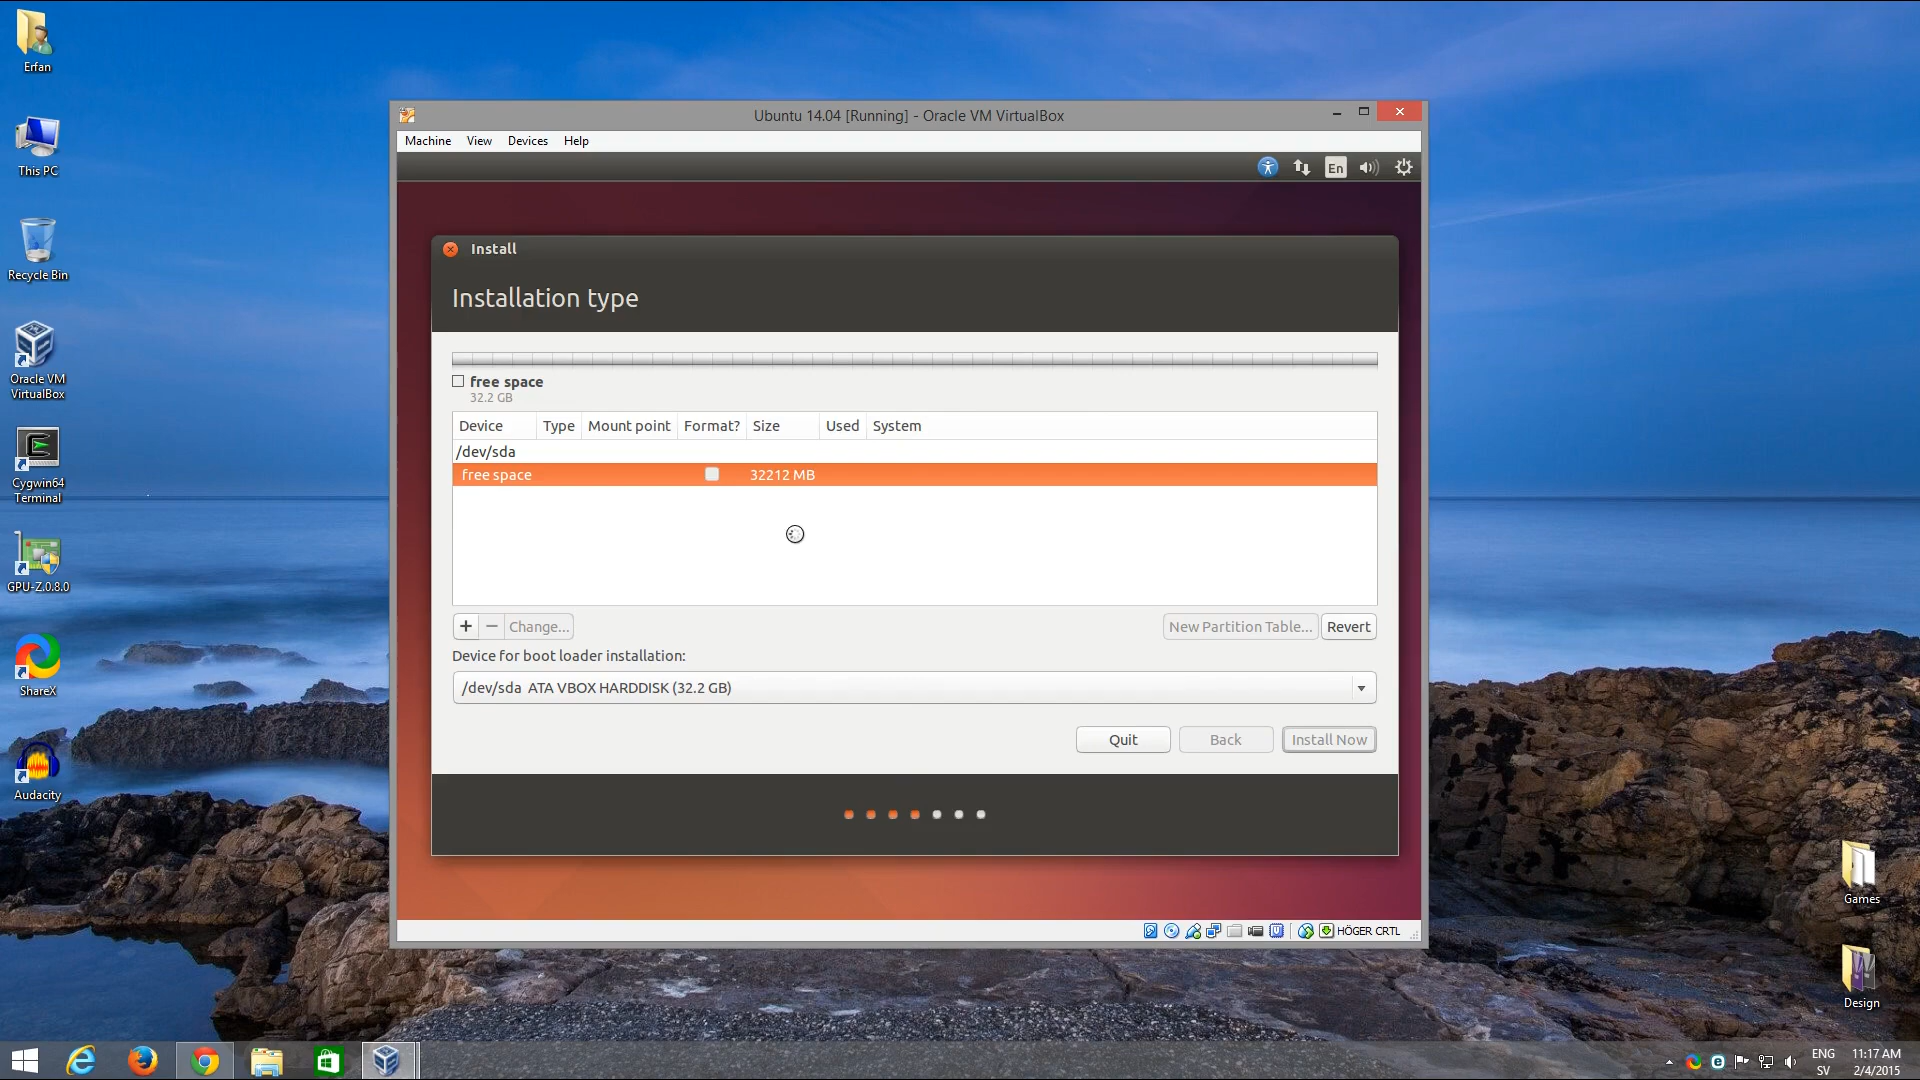 Erfan
This PC
Recycle Bin
Oracle VM
VirtualBox
Cygwin64
Terminal
GPU-Z.0.8.0
ShareX
Audacity
Ubuntu 14.04 [Running] - Oracle VM VirtualBox
Machine View Devices Help
En
Install
Installation type
free space
32.2 GB
Device Type Mount point Format? Size Used System
/dev/sda
free space 32212 MB
+ − Change... New Partition Table... Revert
Device for boot loader installation:
/dev/sda ATA VBOX HARDDISK (32.2 GB)
Quit Back Install Now
HÖGER CRTL
Games
Design
ENG 11:17 AM
SV 2/4/2015